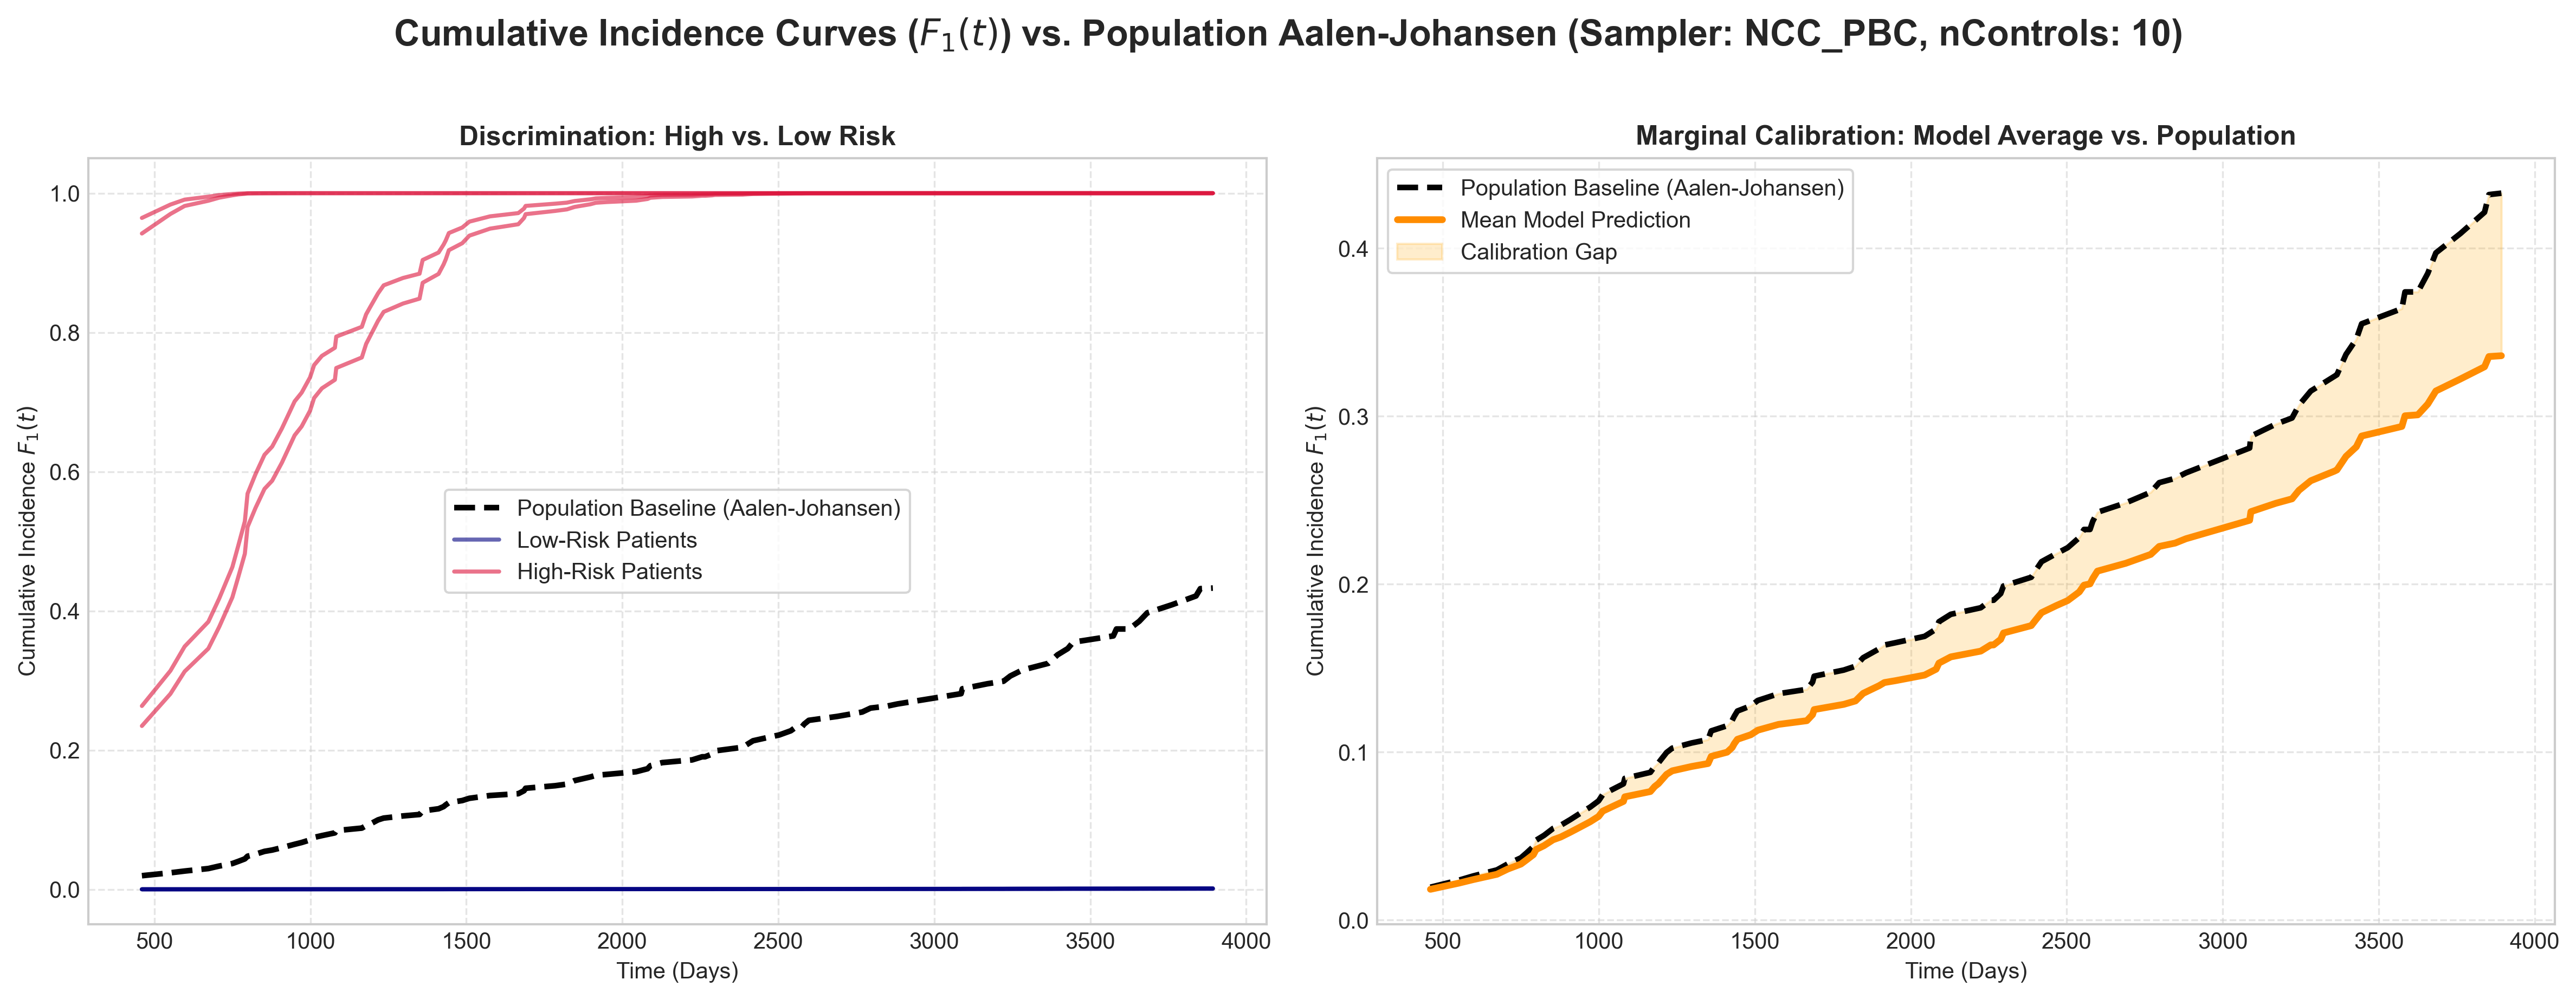 Cumulative Incidence Curves (F₁(t)) vs. Population Aalen-Johansen (Sampler: NCC_PBC, nControls: 10)
Discrimination: High vs. Low Risk
Cumulative Incidence F₁(t)
1.0
0.8
0.6
0.4
0.2
0.0
Population Baseline (Aalen-Johansen)
Low-Risk Patients
High-Risk Patients
500 1000 1500 2000 2500 3000 3500 4000
Time (Days)
Marginal Calibration: Model Average vs. Population
Cumulative Incidence F₁(t)
Population Baseline (Aalen-Johansen)
Mean Model Prediction
Calibration Gap
0.4
0.3
0.2
0.1
0.0
500 1000 1500 2000 2500 3000 3500 4000
Time (Days)